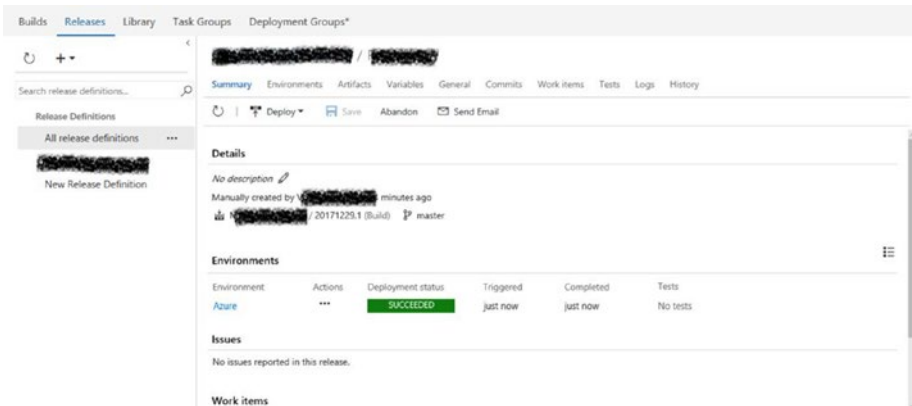 Builds Releases Library Task Groups Deployment Groups*
Search release definitions...
Release Definitions
All release definitions ...
New Release Definition
/
Summary Environments Artifacts Variables General Commits Work items Tests Logs History
Deploy Save Abandon Send Email
Details
No description
Manually created by minutes ago
/ 20171229.1 (Build) master
Environments
Environment Actions Deployment status Triggered Completed Tests
Azure ... SUCCEEDED just now just now No tests
Issues
No issues reported in this release.
Work items